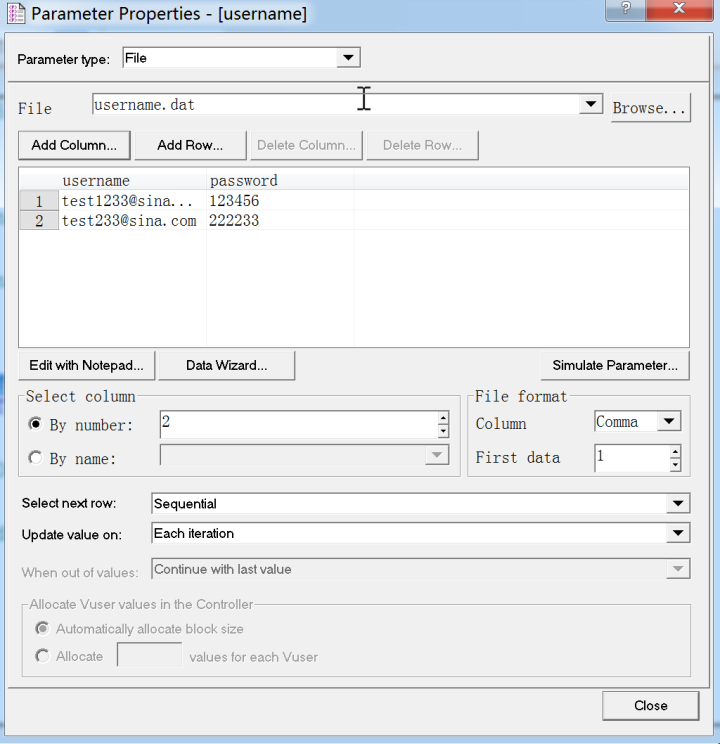 Parameter Properties - [username]
Parameter type: File
File username.dat Browse...
Add Column... Add Row... Delete Column... Delete Row...
username password
1 test1233@sina... 123456
2 test233@sina.com 222233
Edit with Notepad... Data Wizard... Simulate Parameter...
Select column File format
By number: 2 Column Comma
By name: First data 1
Select next row: Sequential
Update value on: Each iteration
When out of values: Continue with last value
Allocate Vuser values in the Controller
Automatically allocate block size
Allocate values for each Vuser
Close